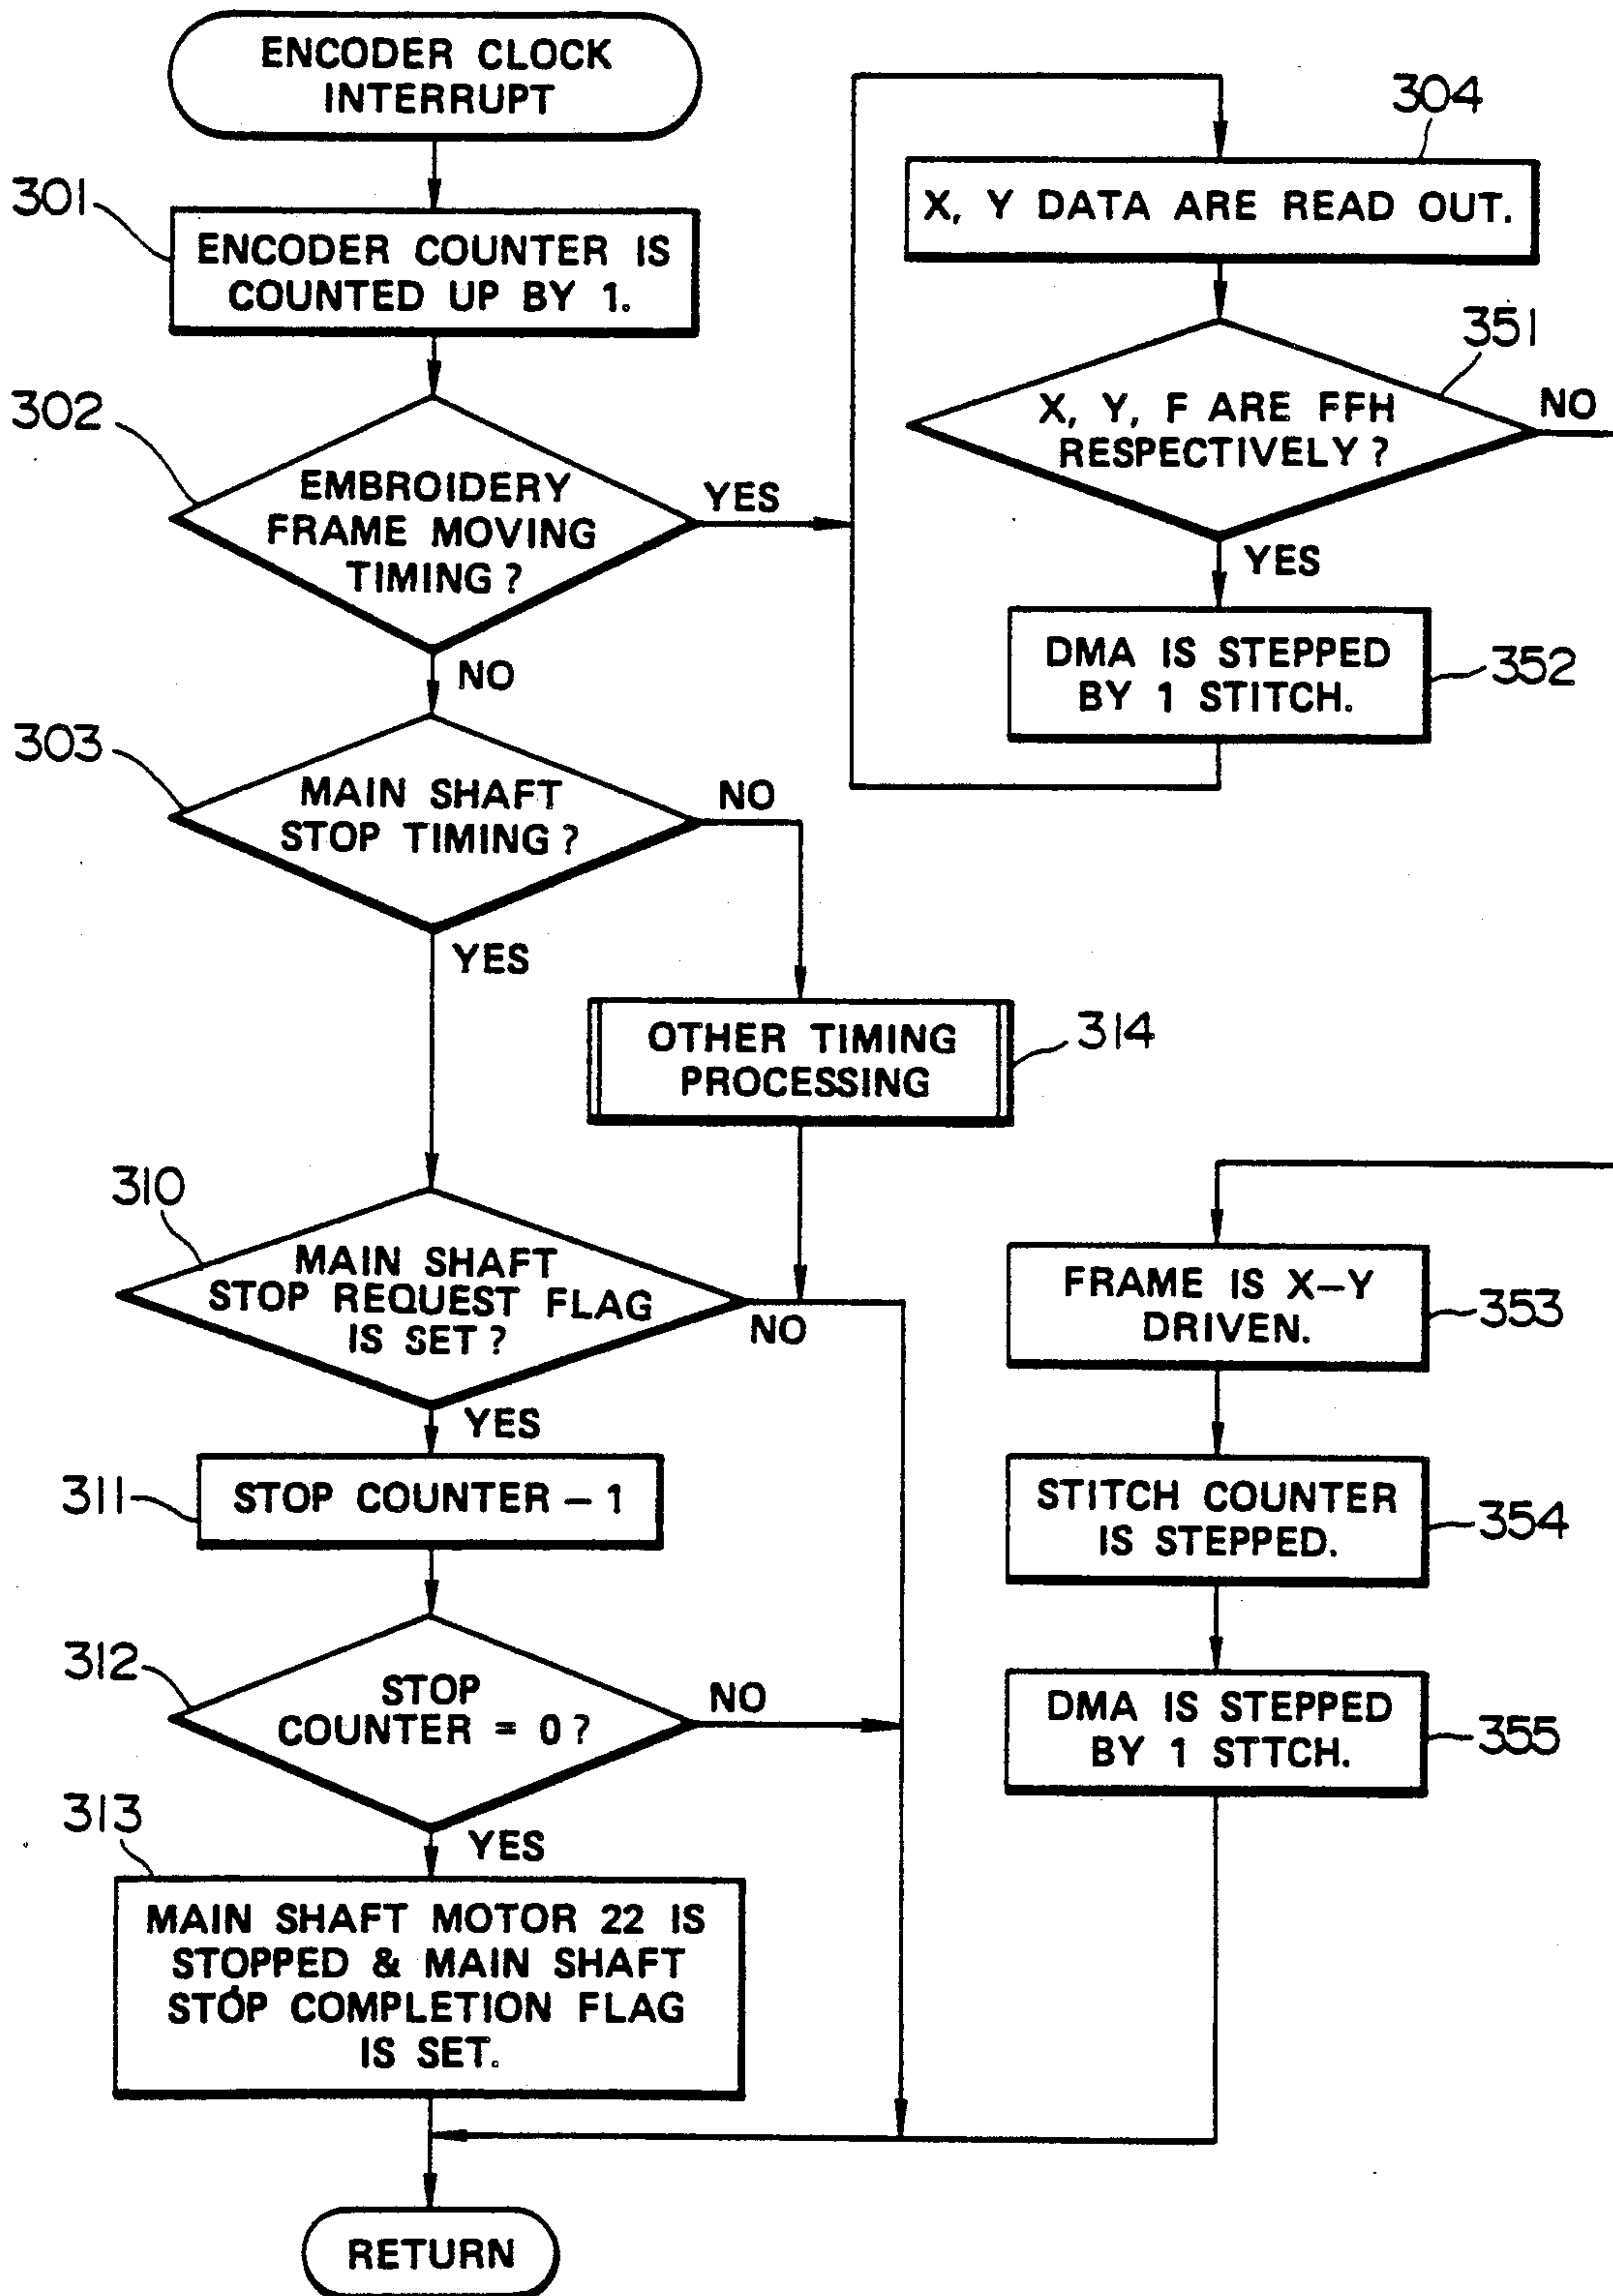 ENCODER CLOCK
INTERRUPT
301
ENCODER COUNTER IS
COUNTED UP BY 1.
302
EMBROIDERY
FRAME MOVING
TIMING?
YES
NO
303
MAIN SHAFT
STOP TIMING?
NO
YES
OTHER TIMING
PROCESSING
314
310
MAIN SHAFT
STOP REQUEST FLAG
IS SET?
NO
YES
311
STOP COUNTER - 1
312
STOP
COUNTER = 0?
NO
YES
313
MAIN SHAFT MOTOR 22 IS
STOPPED & MAIN SHAFT
STOP COMPLETION FLAG
IS SET.
RETURN
304
X, Y DATA ARE READ OUT.
351
X, Y, F ARE FFH
RESPECTIVELY?
NO
YES
DMA IS STEPPED
BY 1 STITCH.
352
FRAME IS X-Y
DRIVEN.
353
STITCH COUNTER
IS STEPPED.
354
DMA IS STEPPED
BY 1 STTCH.
355